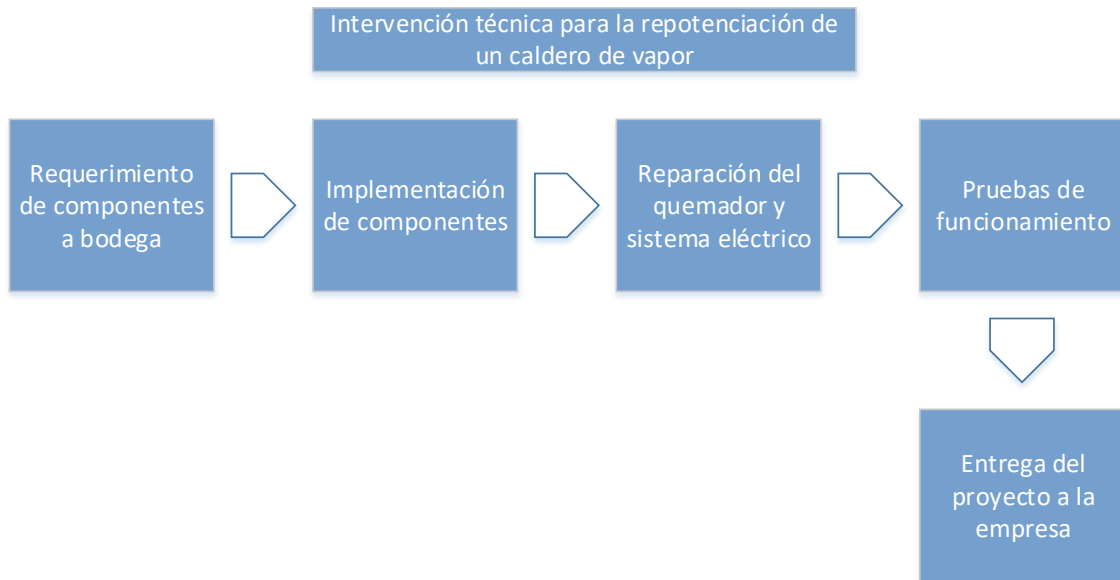 Intervención técnica para la repotenciación de
un caldero de vapor
Requerimiento
de componentes
a bodega
Implementación
de componentes
Reparación del
quemador y
sistema eléctrico
Pruebas de
funcionamiento
Entrega del
proyecto a la
empresa